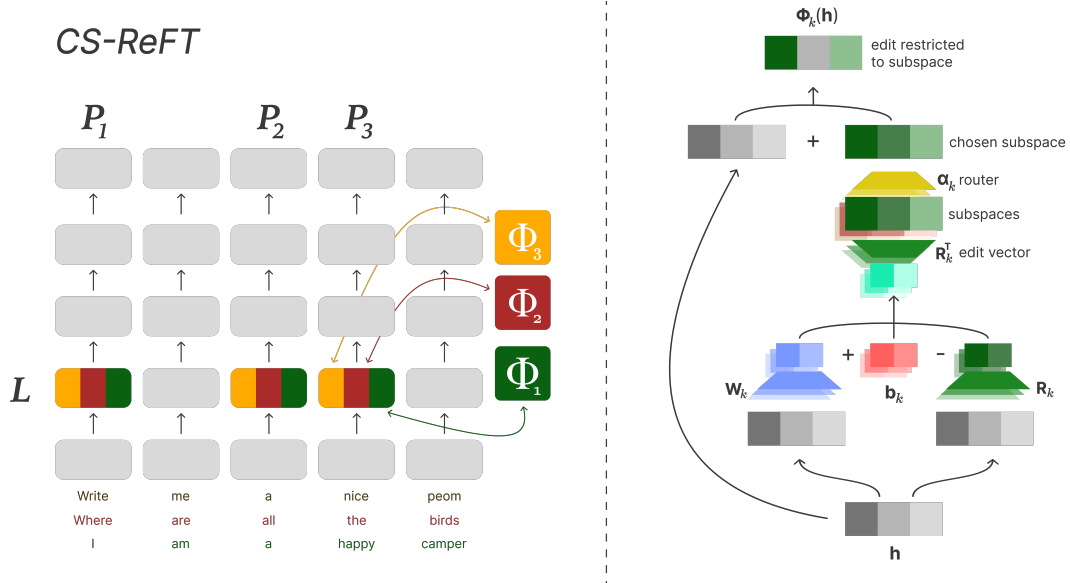 CS-ReFT
P1 P2 P3
Φ3
Φ2
L
Φ1
Write me a nice peom
Where are all the birds
I am a happy camper
Φk(h)
edit restricted
to subspace
+ chosen subspace
αk router
subspaces
RkT edit vector
+ -
Wk bk Rk
h